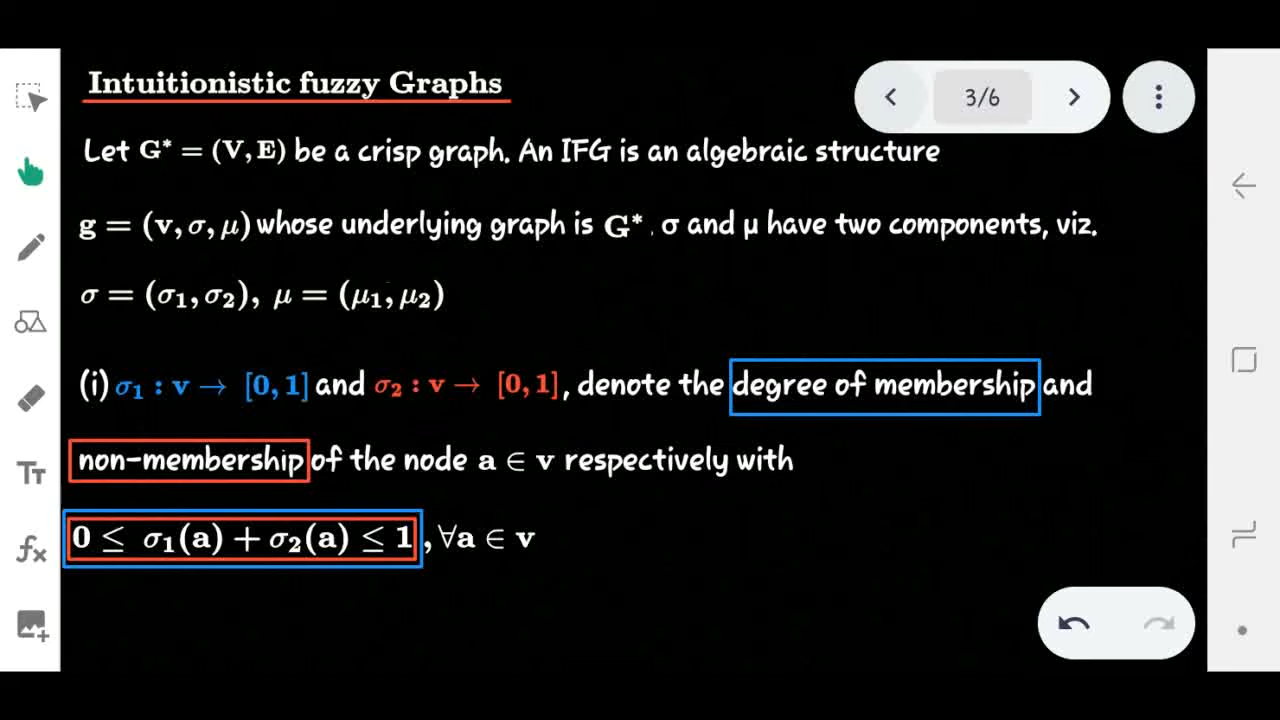 Intuitionistic fuzzy Graphs
3/6
Let G* = (V, E) be a crisp graph. An IFG is an algebraic structure
g = (v, σ, μ) whose underlying graph is G* . σ and μ have two components, viz.
σ = (σ₁, σ₂), μ = (μ₁, μ₂)
(i) σ₁ : v → [0, 1] and σ₂ : v → [0, 1] , denote the degree of membership and
non-membership of the node a ∈ v respectively with
0 ≤ σ₁(a) + σ₂(a) ≤ 1 , ∀a ∈ v
Tт
fx